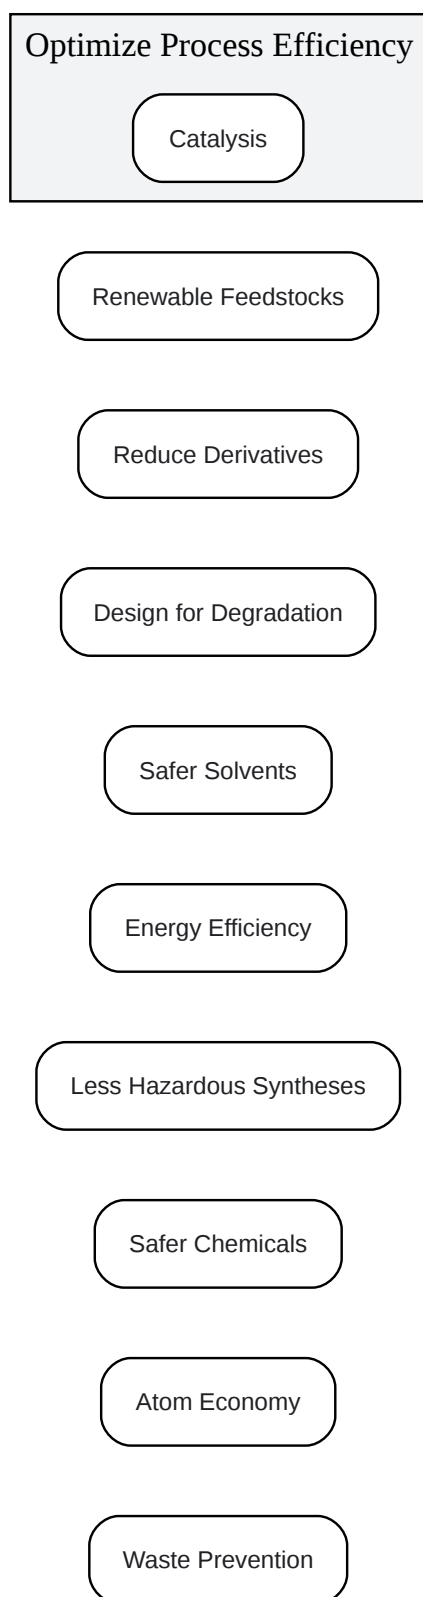 Optimize Process Efficiency
Catalysis
Renewable Feedstocks
Reduce Derivatives
Design for Degradation
Safer Solvents
Energy Efficiency
Less Hazardous Syntheses
Safer Chemicals
Atom Economy
Waste Prevention